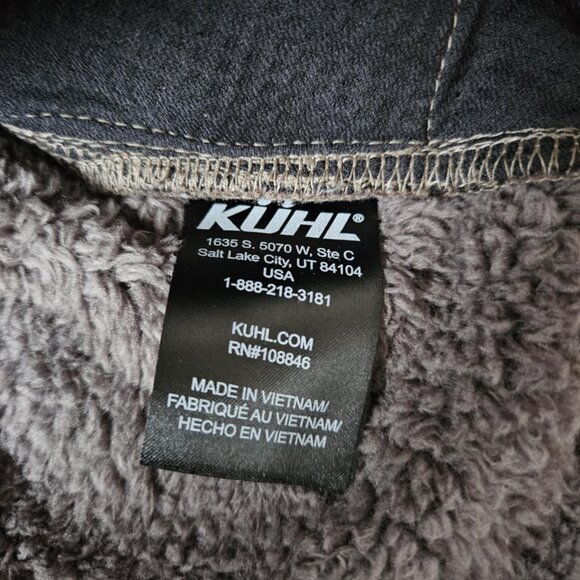 KÜHL®
1635 S. 5070 W, Ste C
Salt Lake City, UT 84104
USA
1-888-218-3181
KUHL.COM
RN#108846
MADE IN VIETNAM/
FABRIQUÉ AU VIETNAM/
HECHO EN VIETNAM